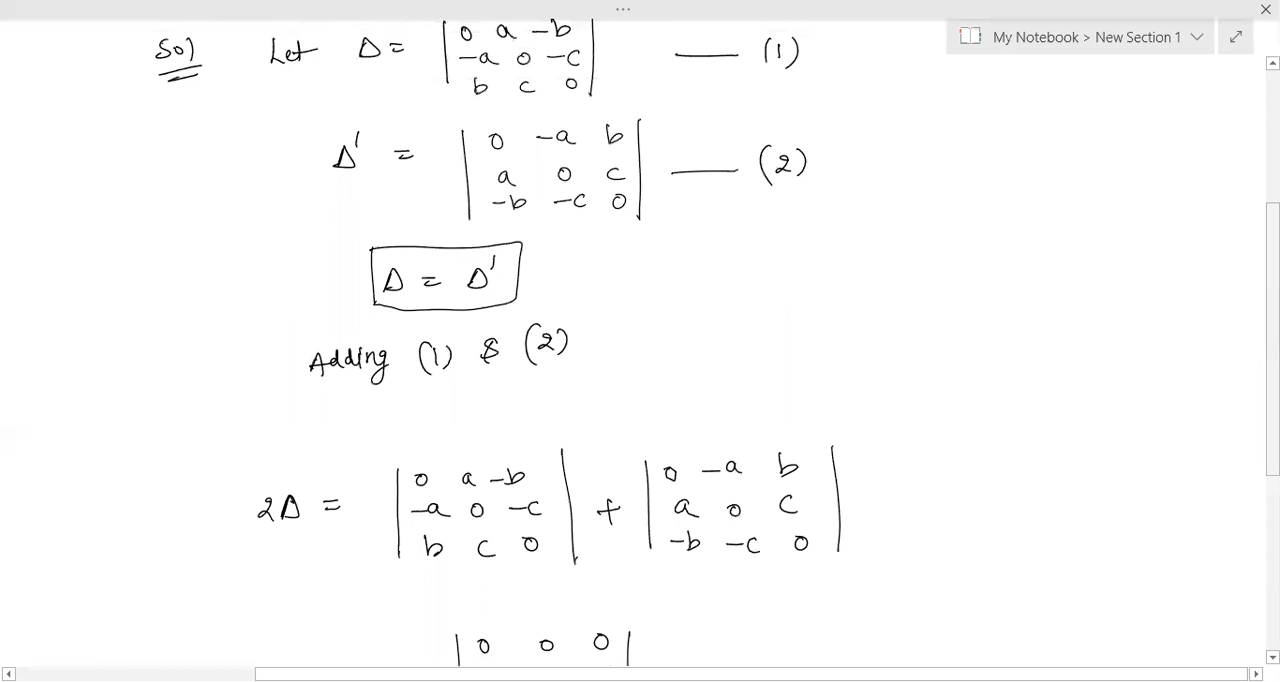 ...
My Notebook > New Section 1
Sol Let Δ = | 0 a -b | —— (1)
| -a 0 -c |
| b c 0 |
Δ' = | 0 -a b | —— (2)
| a 0 c |
| -b -c 0 |
Δ = Δ'
Adding (1) & (2)
2Δ = | 0 a -b | + | 0 -a b |
| -a 0 -c | | a 0 c |
| b c 0 | | -b -c 0 |
| 0 0 0 |